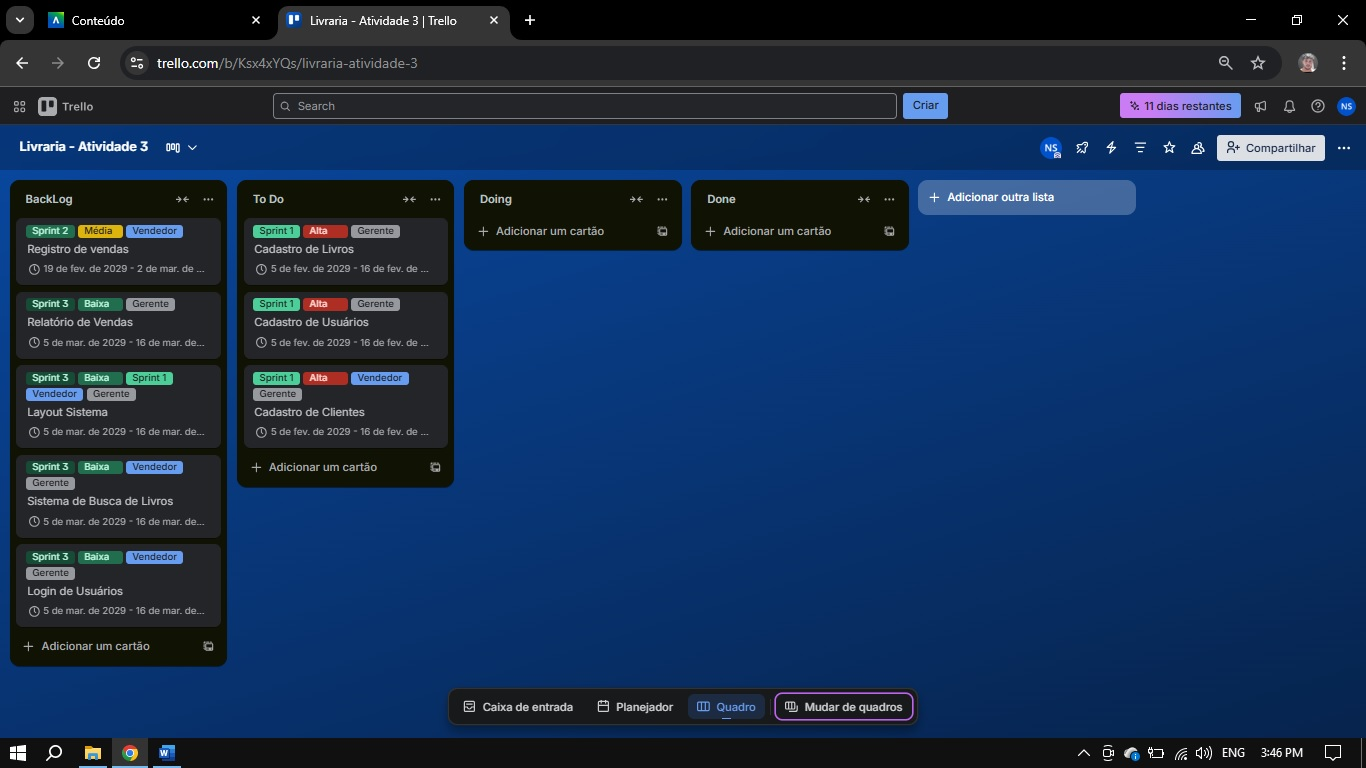 Conteúdo
Livraria - Atividade 3 | Trello
trello.com/b/Ksx4xYQs/livraria-atividade-3
Trello
Search
Criar
11 dias restantes
NS
Livraria - Atividade 3
NS
Compartilhar
BackLog
Sprint 2 Média Vendedor
Registro de vendas
19 de fev. de 2029 - 2 de mar. de ...
Sprint 3 Baixa Gerente
Relatório de Vendas
5 de mar. de 2029 - 16 de mar. de...
Sprint 3 Baixa Sprint 1
Vendedor Gerente
Layout Sistema
5 de mar. de 2029 - 16 de mar. de...
Sprint 3 Baixa Vendedor
Gerente
Sistema de Busca de Livros
5 de mar. de 2029 - 16 de mar. de...
Sprint 3 Baixa Vendedor
Gerente
Login de Usuários
5 de mar. de 2029 - 16 de mar. de...
Adicionar um cartão
To Do
Sprint 1 Alta Gerente
Cadastro de Livros
5 de fev. de 2029 - 16 de fev. de ...
Sprint 1 Alta Gerente
Cadastro de Usuários
5 de fev. de 2029 - 16 de fev. de ...
Sprint 1 Alta Vendedor
Gerente
Cadastro de Clientes
5 de fev. de 2029 - 16 de fev. de ...
Adicionar um cartão
Doing
Adicionar um cartão
Done
Adicionar um cartão
Adicionar outra lista
Caixa de entrada
Planejador
Quadro
Mudar de quadros
ENG
3:46 PM